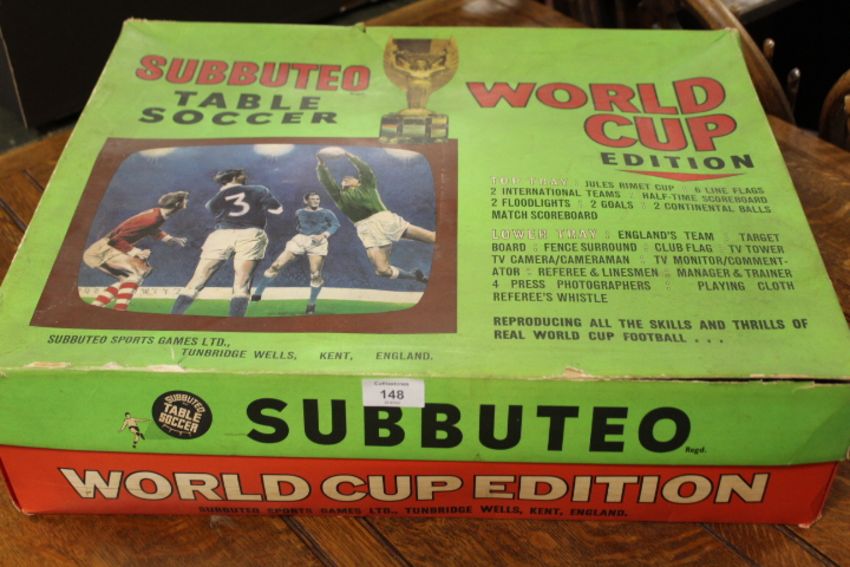 SUBBUTEO Regd.
TABLE
SOCCER
WORLD
CUP
EDITION
TOP TRAY : JULES RIMET CUP : 6 LINE FLAGS
2 INTERNATIONAL TEAMS : HALF-TIME SCOREBOARD
2 FLOODLIGHTS : 2 GOALS : 2 CONTINENTAL BALLS
MATCH SCOREBOARD
LOWER TRAY : ENGLAND'S TEAM : TARGET
BOARD : FENCE SURROUND : CLUB FLAG : TV TOWER
TV CAMERA/CAMERAMAN : TV MONITOR/COMMENT-
ATOR : REFEREE & LINESMEN : MANAGER & TRAINER
4 PRESS PHOTOGRAPHERS : PLAYING CLOTH
REFEREE'S WHISTLE
REPRODUCING ALL THE SKILLS AND THRILLS OF
REAL WORLD CUP FOOTBALL . . .
3
SUBBUTEO SPORTS GAMES LTD.,
TUNBRIDGE WELLS, KENT, ENGLAND.
148
SUBBUTEO
TABLE
SOCCER
SUBBUTEO Regd.
WORLD CUP EDITION
SUBBUTEO SPORTS GAMES LTD., TUNBRIDGE WELLS, KENT, ENGLAND.